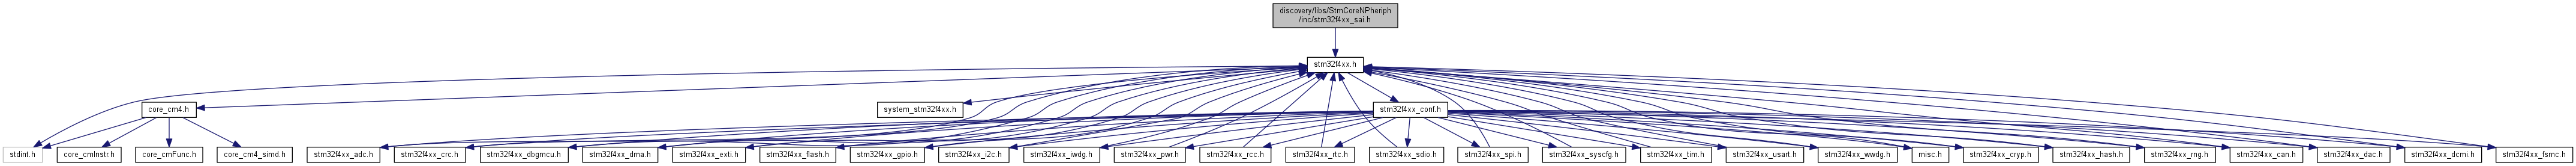 discovery/libs/StmCoreNPheriph
/inc/stm32f4xx_sai.h
stm32f4xx.h
core_cm4.h
system_stm32f4xx.h
stm32f4xx_conf.h
stdint.h
core_cmInstr.h
core_cmFunc.h
core_cm4_simd.h
stm32f4xx_adc.h
stm32f4xx_crc.h
stm32f4xx_dbgmcu.h
stm32f4xx_dma.h
stm32f4xx_exti.h
stm32f4xx_flash.h
stm32f4xx_gpio.h
stm32f4xx_i2c.h
stm32f4xx_iwdg.h
stm32f4xx_pwr.h
stm32f4xx_rcc.h
stm32f4xx_rtc.h
stm32f4xx_sdio.h
stm32f4xx_spi.h
stm32f4xx_syscfg.h
stm32f4xx_tim.h
stm32f4xx_usart.h
stm32f4xx_wwdg.h
misc.h
stm32f4xx_cryp.h
stm32f4xx_hash.h
stm32f4xx_rng.h
stm32f4xx_can.h
stm32f4xx_dac.h
stm32f4xx_dcmi.h
stm32f4xx_fsmc.h